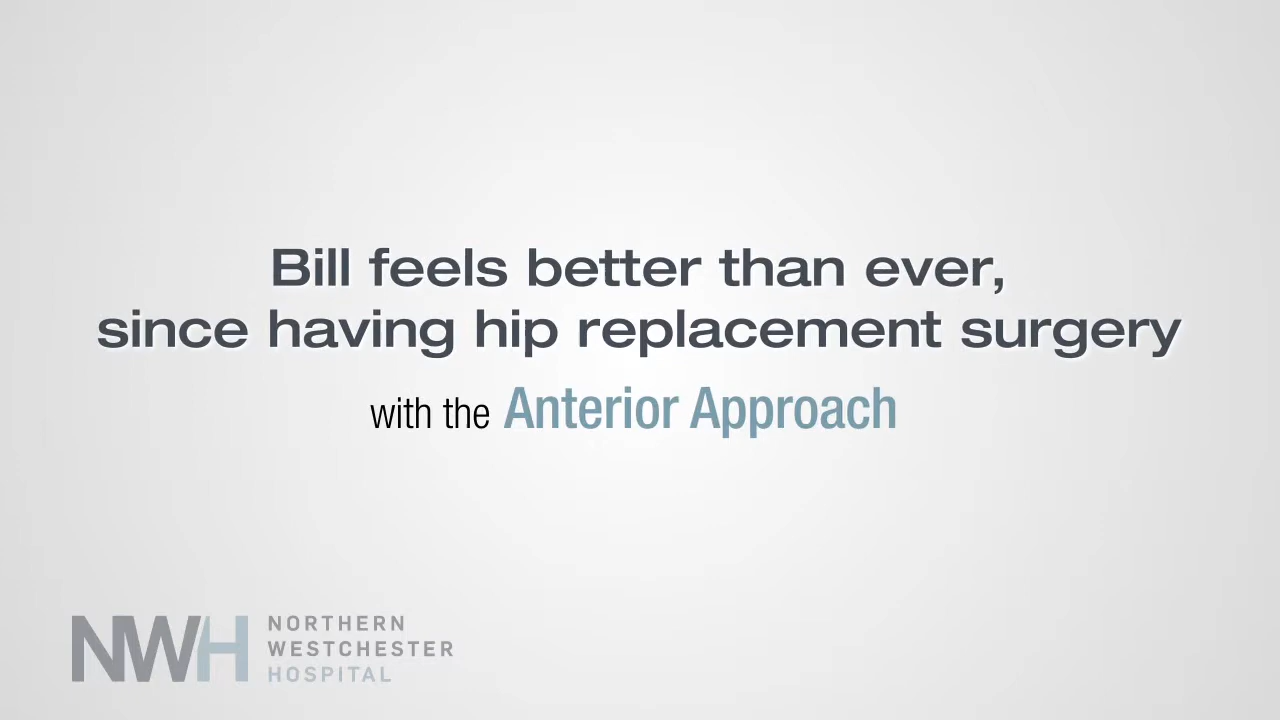 Bill feels better than ever,
since having hip replacement surgery
with the Anterior Approach
NWH
NORTHERN
WESTCHESTER
HOSPITAL